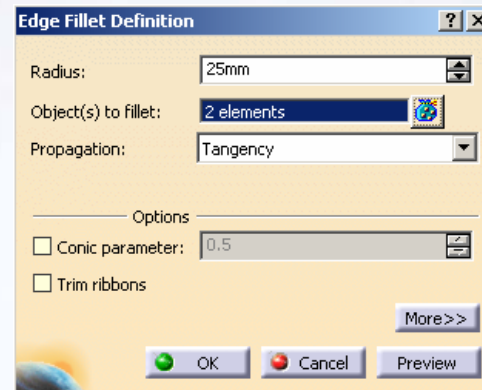 Edge Fillet Definition
Radius: 25mm
Object(s) to fillet: 2 elements
Propagation: Tangency
Options
Conic parameter: 0.5
Trim ribbons
More>>
OK Cancel Preview